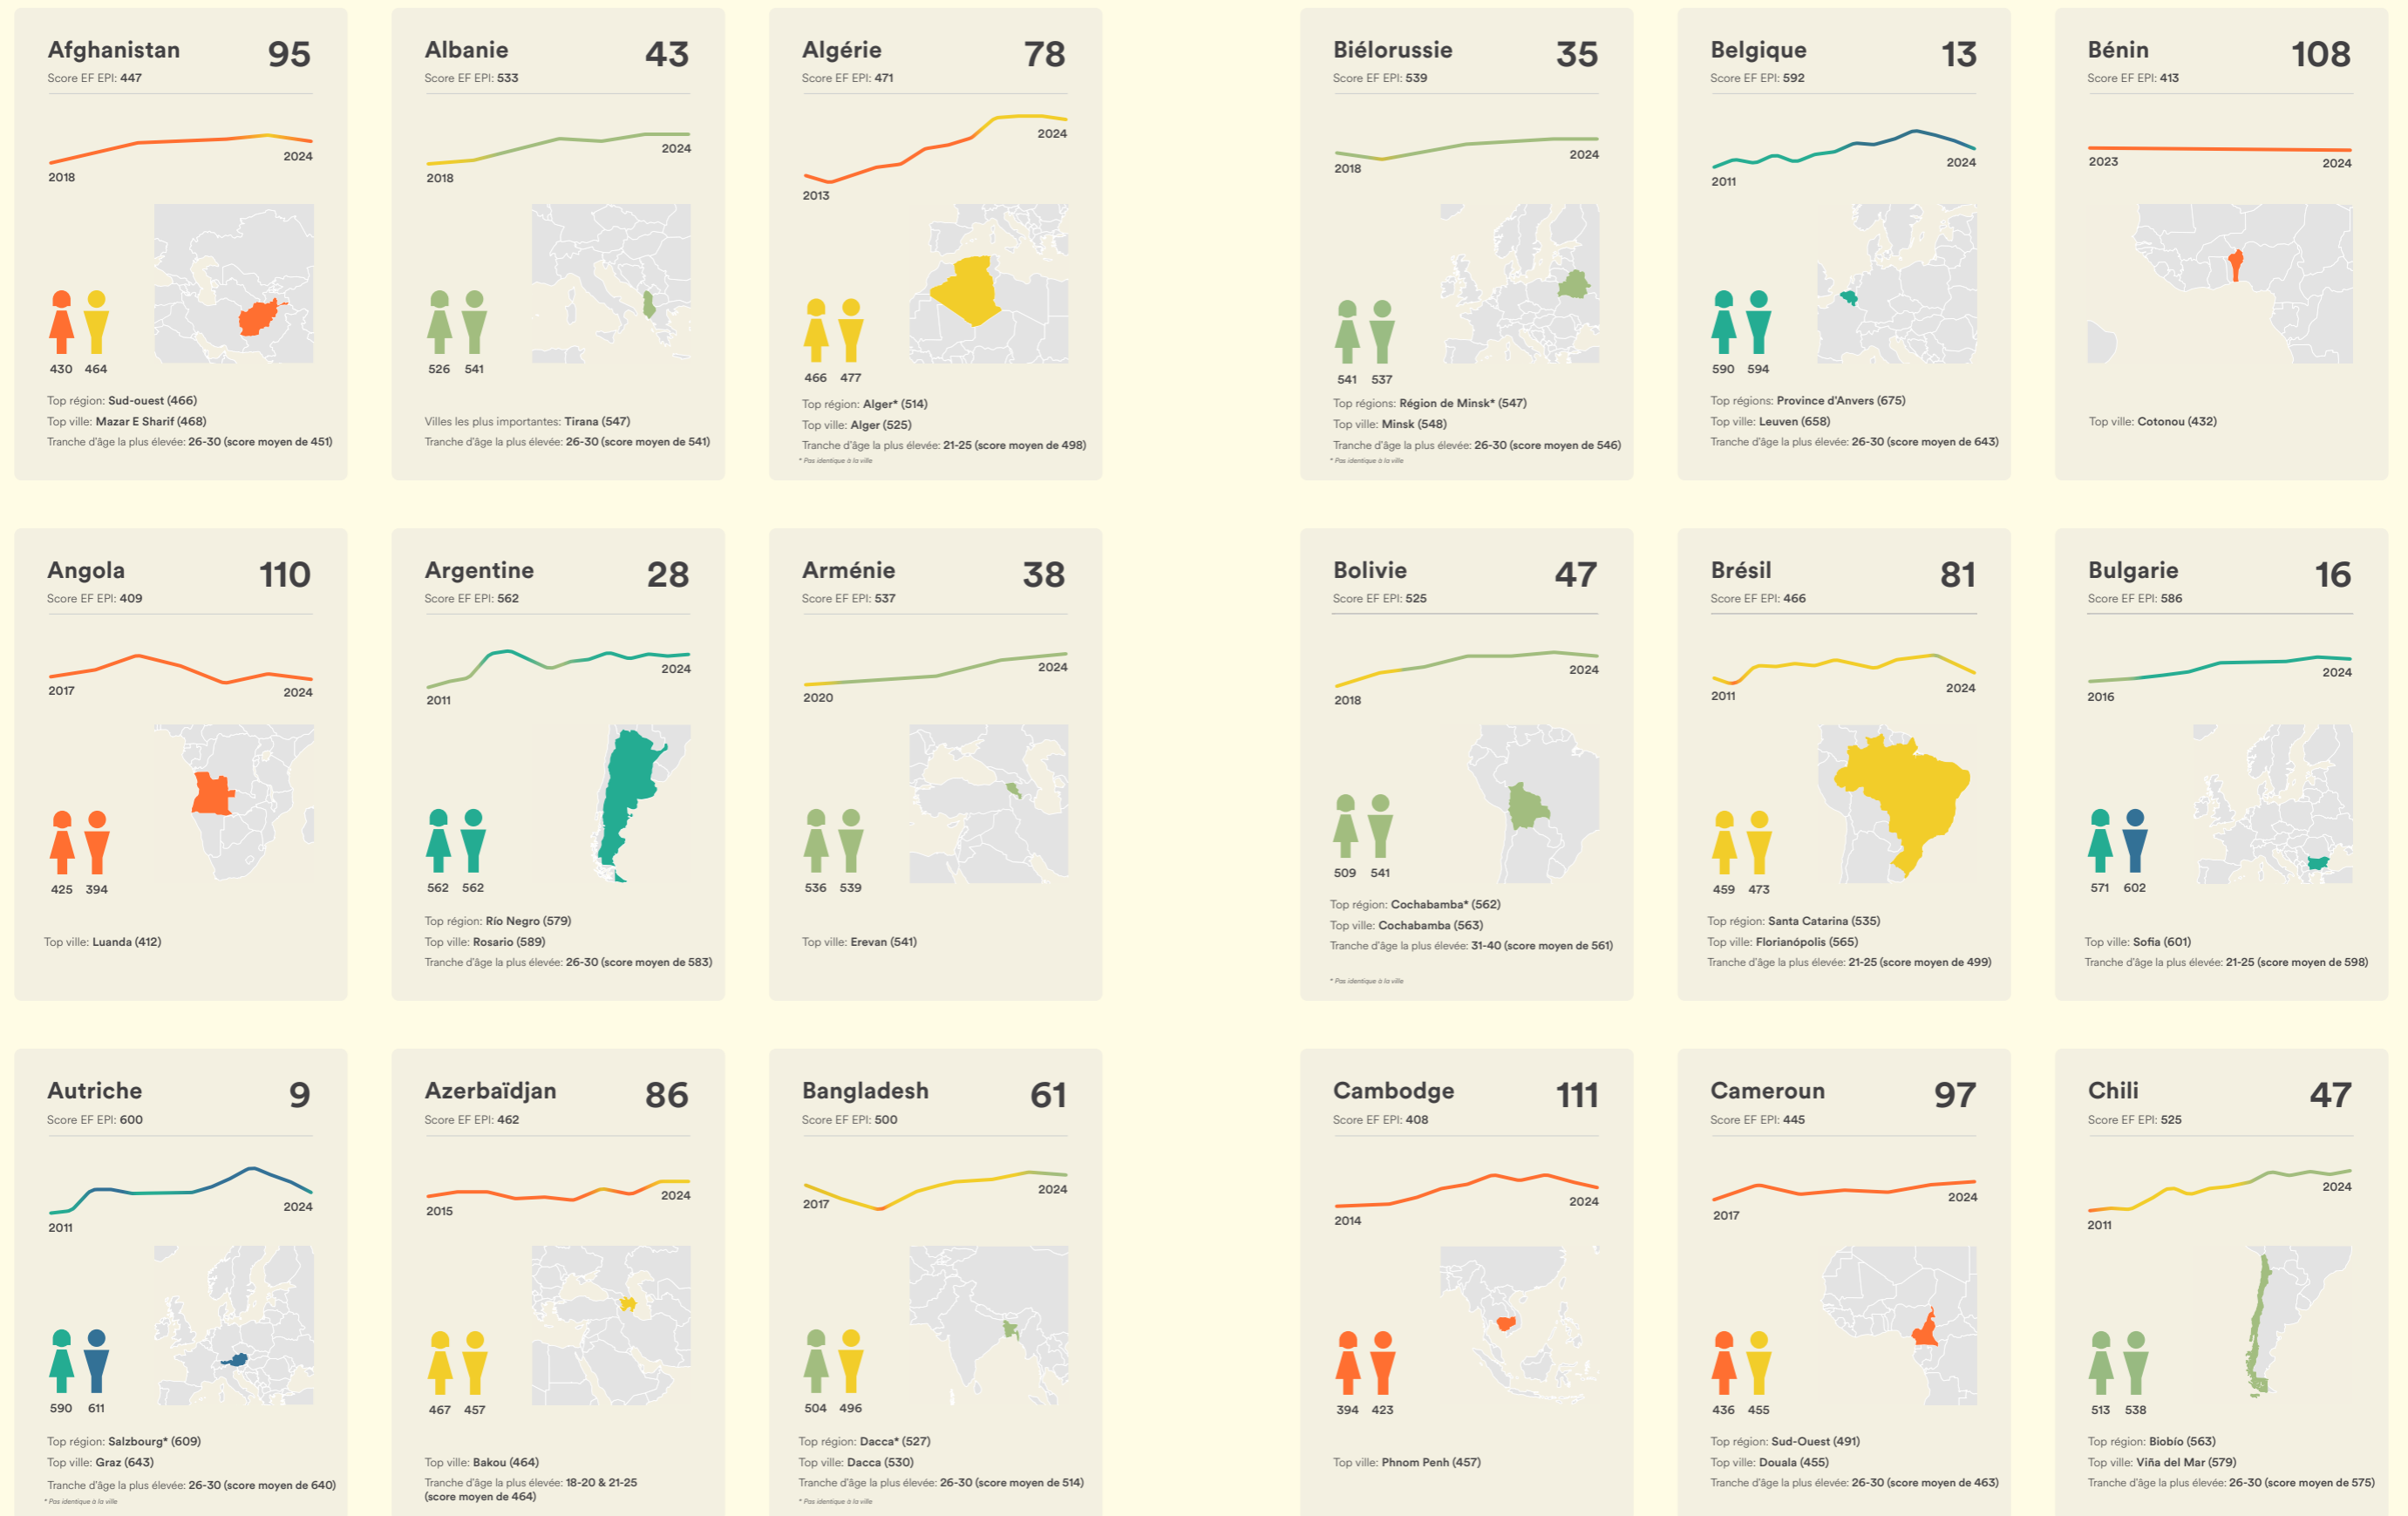 Afghanistan 95
Score EF EPI: 447
2018
2024
430 464
Top région: Sud-ouest (466)
Top ville: Mazar E Sharif (468)
Tranche d'âge la plus élevée: 26-30 (score moyen de 451)
Albanie 43
Score EF EPI: 533
2018
2024
526 541
Villes les plus importantes: Tirana (547)
Tranche d'âge la plus élevée: 26-30 (score moyen de 541)
Algérie 78
Score EF EPI: 471
2013
2024
466 477
Top région: Alger* (514)
Top ville: Alger (525)
Tranche d'âge la plus élevée: 21-25 (score moyen de 498)
* Pas identique à la ville
Biélorussie 35
Score EF EPI: 539
2018
2024
541 537
Top régions: Région de Minsk* (547)
Top ville: Minsk (548)
Tranche d'âge la plus élevée: 26-30 (score moyen de 546)
* Pas identique à la ville
Belgique 13
Score EF EPI: 592
2011
2024
590 594
Top régions: Province d'Anvers (675)
Top ville: Leuven (658)
Tranche d'âge la plus élevée: 26-30 (score moyen de 643)
Bénin 108
Score EF EPI: 413
2023
2024
Top ville: Cotonou (432)
Angola 110
Score EF EPI: 409
2017
2024
425 394
Top ville: Luanda (412)
Argentine 28
Score EF EPI: 562
2011
2024
562 562
Top région: Río Negro (579)
Top ville: Rosario (589)
Tranche d'âge la plus élevée: 26-30 (score moyen de 583)
Arménie 38
Score EF EPI: 537
2020
2024
536 539
Top ville: Erevan (541)
Bolivie 47
Score EF EPI: 525
2018
2024
509 541
Top région: Cochabamba* (562)
Top ville: Cochabamba (563)
Tranche d'âge la plus élevée: 31-40 (score moyen de 561)
* Pas identique à la ville
Brésil 81
Score EF EPI: 466
2011
2024
459 473
Top région: Santa Catarina (535)
Top ville: Florianópolis (565)
Tranche d'âge la plus élevée: 21-25 (score moyen de 499)
Bulgarie 16
Score EF EPI: 586
2016
2024
571 602
Top ville: Sofia (601)
Tranche d'âge la plus élevée: 21-25 (score moyen de 598)
Autriche 9
Score EF EPI: 600
2011
2024
590 611
Top région: Salzbourg* (609)
Top ville: Graz (643)
Tranche d'âge la plus élevée: 26-30 (score moyen de 640)
* Pas identique à la ville
Azerbaïdjan 86
Score EF EPI: 462
2015
2024
467 457
Top ville: Bakou (464)
Tranche d'âge la plus élevée: 18-20 & 21-25
(score moyen de 464)
Bangladesh 61
Score EF EPI: 500
2017
2024
504 496
Top région: Dacca* (527)
Top ville: Dacca (530)
Tranche d'âge la plus élevée: 26-30 (score moyen de 514)
* Pas identique à la ville
Cambodge 111
Score EF EPI: 408
2014
2024
394 423
Top ville: Phnom Penh (457)
Cameroun 97
Score EF EPI: 445
2017
2024
436 455
Top région: Sud-Ouest (491)
Top ville: Douala (455)
Tranche d'âge la plus élevée: 26-30 (score moyen de 463)
Chili 47
Score EF EPI: 525
2011
2024
513 538
Top région: Biobío (563)
Top ville: Viña del Mar (579)
Tranche d'âge la plus élevée: 26-30 (score moyen de 575)